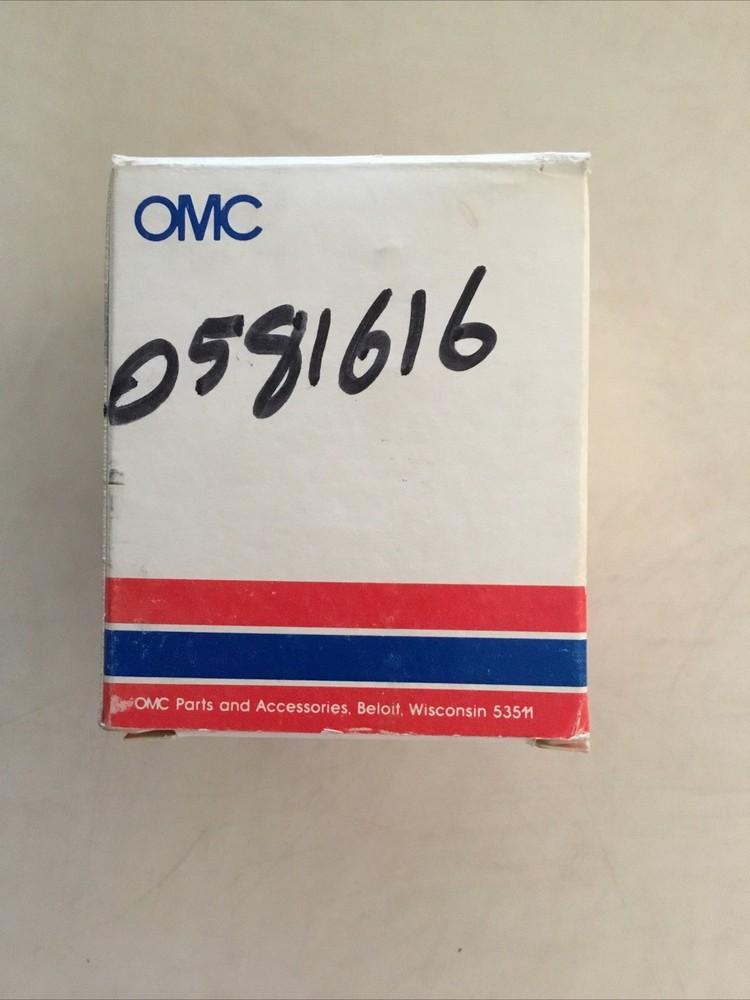 OMC
0581616
OMC Parts and Accessories, Beloit, Wisconsin 53511